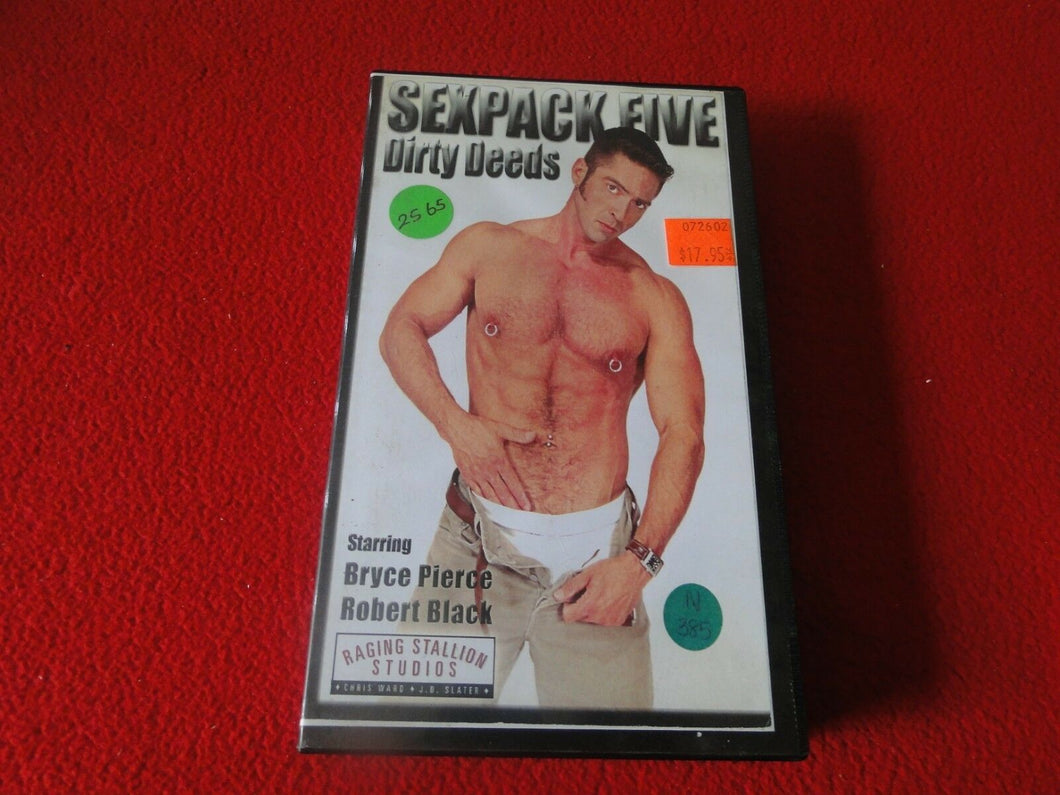 SEXPACK FIVE
Dirty Deeds
2565
072602
$17.95
Starring
Bryce Pierce
Robert Black
RAGING STALLION
STUDIOS
CHRIS WARD ♦ J.D. SLATER
N
385